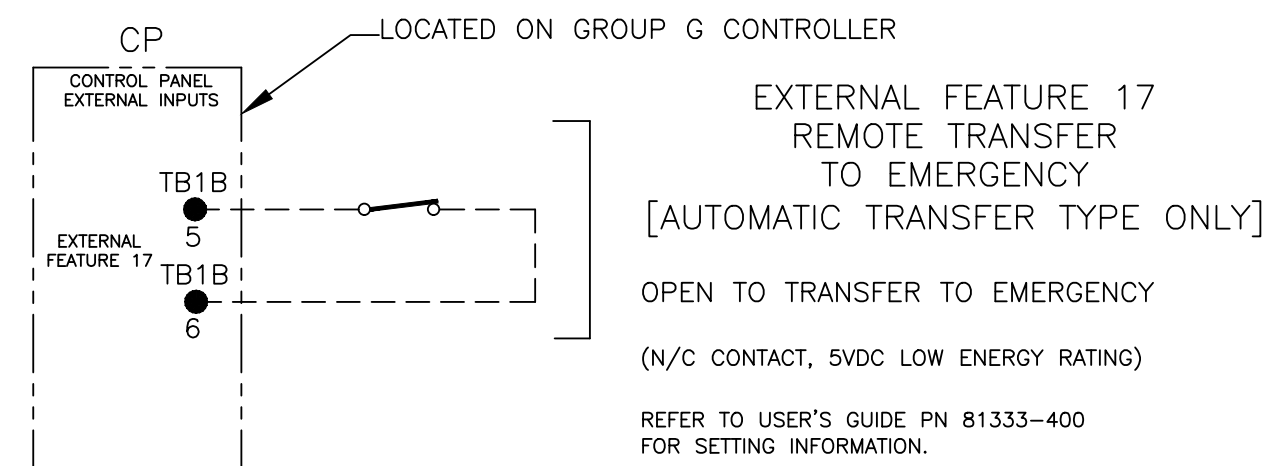 LOCATED ON GROUP G CONTROLLER
CP
CONTROL PANEL
EXTERNAL INPUTS
TB1B
5
EXTERNAL
FEATURE 17
TB1B
6
EXTERNAL FEATURE 17
REMOTE TRANSFER
TO EMERGENCY
[AUTOMATIC TRANSFER TYPE ONLY]
OPEN TO TRANSFER TO EMERGENCY
(N/C CONTACT, 5VDC LOW ENERGY RATING)
REFER TO USER'S GUIDE PN 81333-400
FOR SETTING INFORMATION.